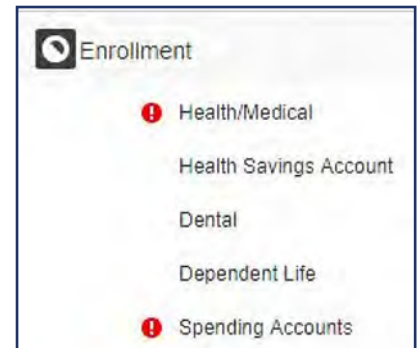 Enrollment
Health/Medical
Health Savings Account
Dental
Dependent Life
Spending Accounts